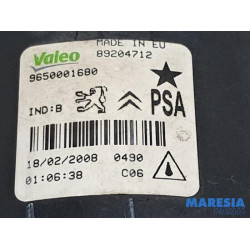 Valeo
MADE IN EU
89204712
9650001680
IND:B
PSA
18/02/2008 0490
01:06:38 C06
MARESIA